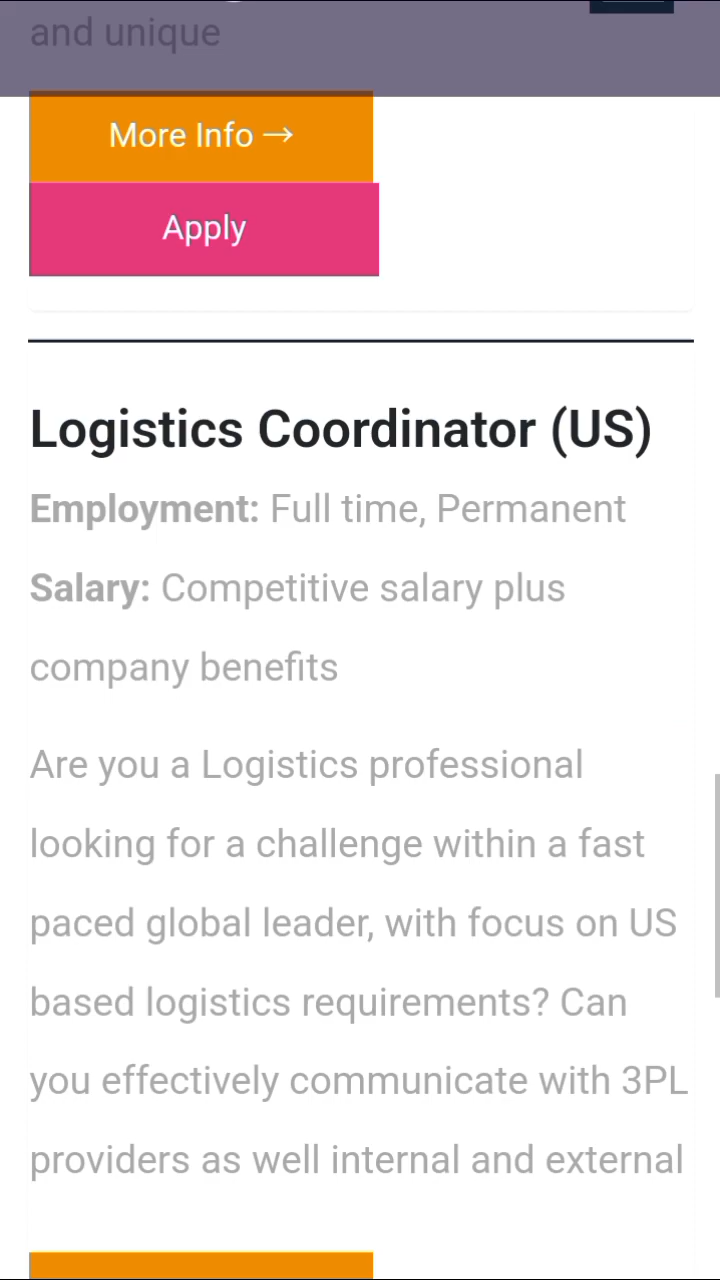 and unique
More Info →
Apply
Logistics Coordinator (US)
Employment: Full time, Permanent
Salary: Competitive salary plus
company benefits
Are you a Logistics professional
looking for a challenge within a fast
paced global leader, with focus on US
based logistics requirements? Can
you effectively communicate with 3PL
providers as well internal and external